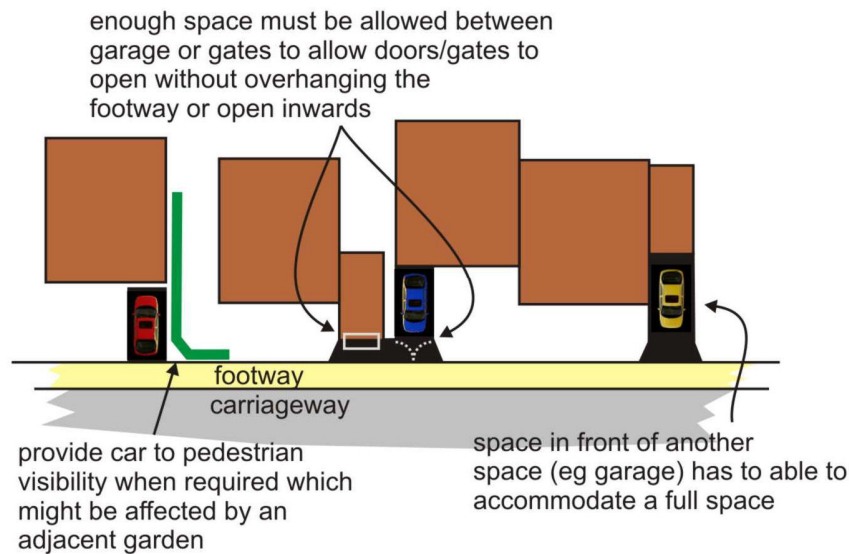 enough space must be allowed between
garage or gates to allow doors/gates to
open without overhanging the
footway or open inwards
footway
carriageway
provide car to pedestrian
visibility when required which
might be affected by an
adjacent garden
space in front of another
space (eg garage) has to able to
accommodate a full space